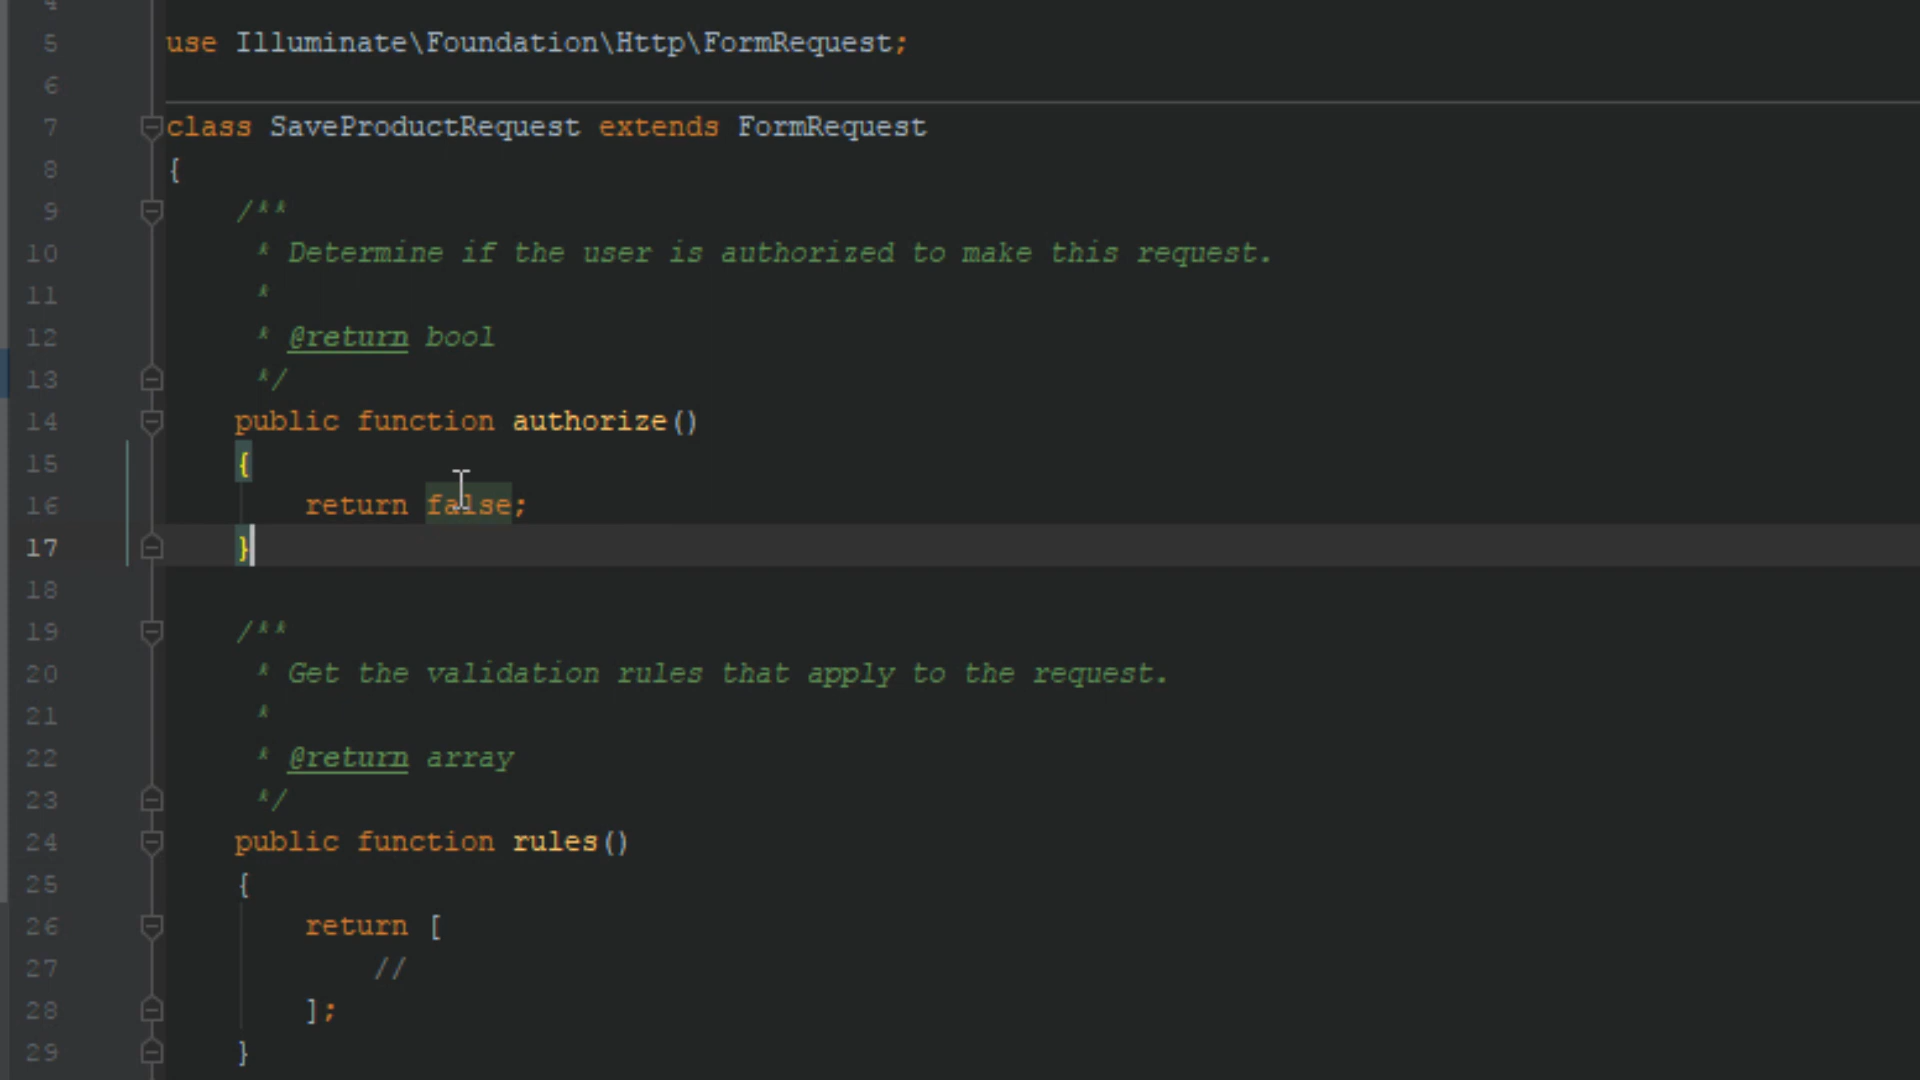 5 use Illuminate\Foundation\Http\FormRequest;
6
7 class SaveProductRequest extends FormRequest
8 {
9 /**
10 * Determine if the user is authorized to make this request.
11 *
12 * @return bool
13 */
14 public function authorize()
15 {
16 return false;
17 }
18
19 /**
20 * Get the validation rules that apply to the request.
21 *
22 * @return array
23 */
24 public function rules()
25 {
26 return [
27 //
28 ];
29 }